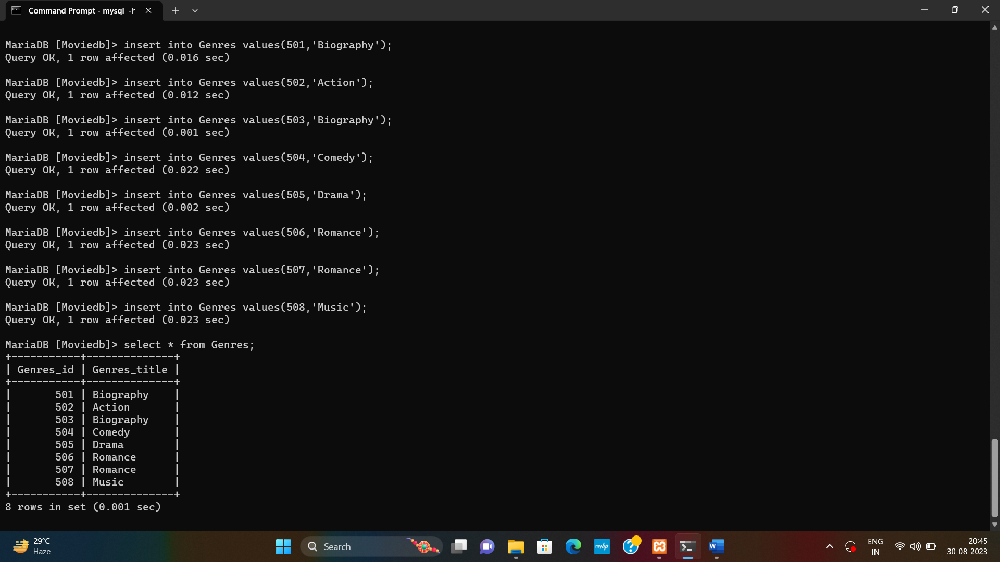 Command Prompt - mysql -h
MariaDB [Moviedb]> insert into Genres values(501,'Biography');
Query OK, 1 row affected (0.016 sec)
MariaDB [Moviedb]> insert into Genres values(502,'Action');
Query OK, 1 row affected (0.012 sec)
MariaDB [Moviedb]> insert into Genres values(503,'Biography');
Query OK, 1 row affected (0.001 sec)
MariaDB [Moviedb]> insert into Genres values(504,'Comedy');
Query OK, 1 row affected (0.022 sec)
MariaDB [Moviedb]> insert into Genres values(505,'Drama');
Query OK, 1 row affected (0.002 sec)
MariaDB [Moviedb]> insert into Genres values(506,'Romance');
Query OK, 1 row affected (0.023 sec)
MariaDB [Moviedb]> insert into Genres values(507,'Romance');
Query OK, 1 row affected (0.023 sec)
MariaDB [Moviedb]> insert into Genres values(508,'Music');
Query OK, 1 row affected (0.023 sec)
MariaDB [Moviedb]> select * from Genres;
+-----------+--------------+
| Genres_id | Genres_title |
+-----------+--------------+
|       501 | Biography    |
|       502 | Action       |
|       503 | Biography    |
|       504 | Comedy       |
|       505 | Drama        |
|       506 | Romance      |
|       507 | Romance      |
|       508 | Music        |
+-----------+--------------+
8 rows in set (0.001 sec)
29°C
Haze
Search
myhp
W
ENG
IN
20:45
30-08-2023